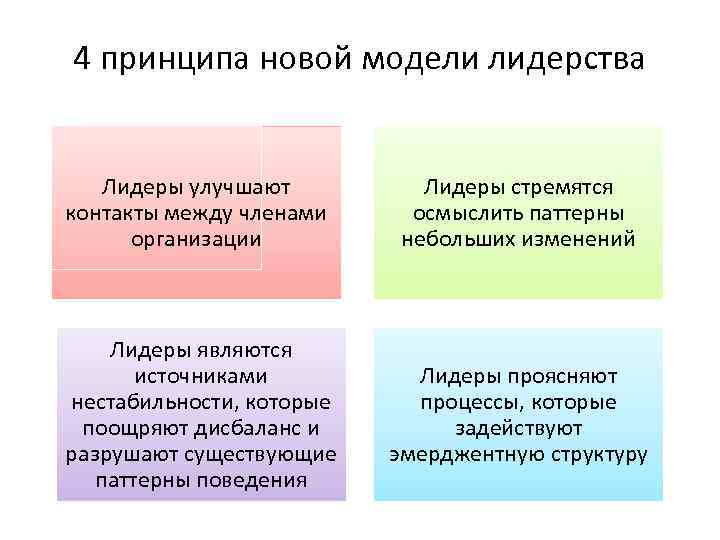 4 принципа новой модели лидерства
Лидеры улучшают
контакты между членами
организации
Лидеры стремятся
осмыслить паттерны
небольших изменений
Лидеры являются
источниками
нестабильности, которые
поощряют дисбаланс и
разрушают существующие
паттерны поведения
Лидеры проясняют
процессы, которые
задействуют
эмерджентную структуру